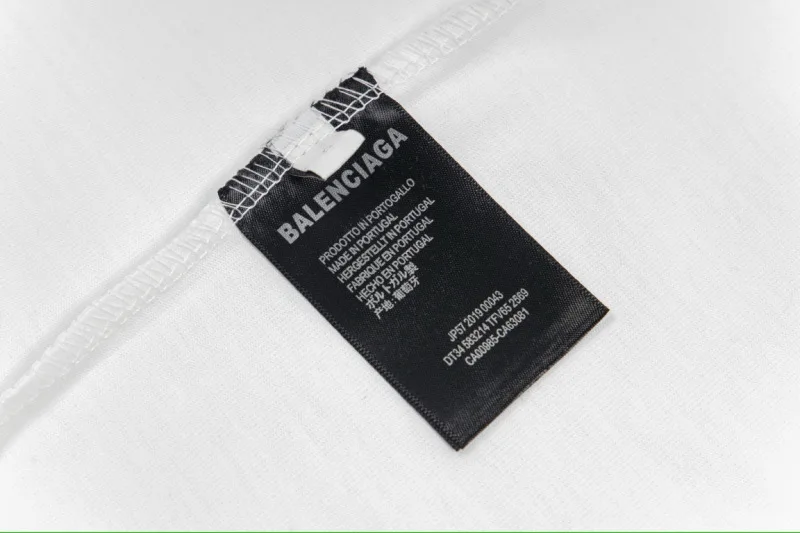 BALENCIAGA
PRODOTTO IN PORTOGALLO
MADE IN PORTUGAL
HERGESTELLT IN PORTUGAL
FABRIQUE EN PORTUGAL
HECHO EN PORTUGAL
ポルトガル製
产地: 葡萄牙
JP57 2019 00043
DT34 583214 TFV65 2569
CA00985-CA63081